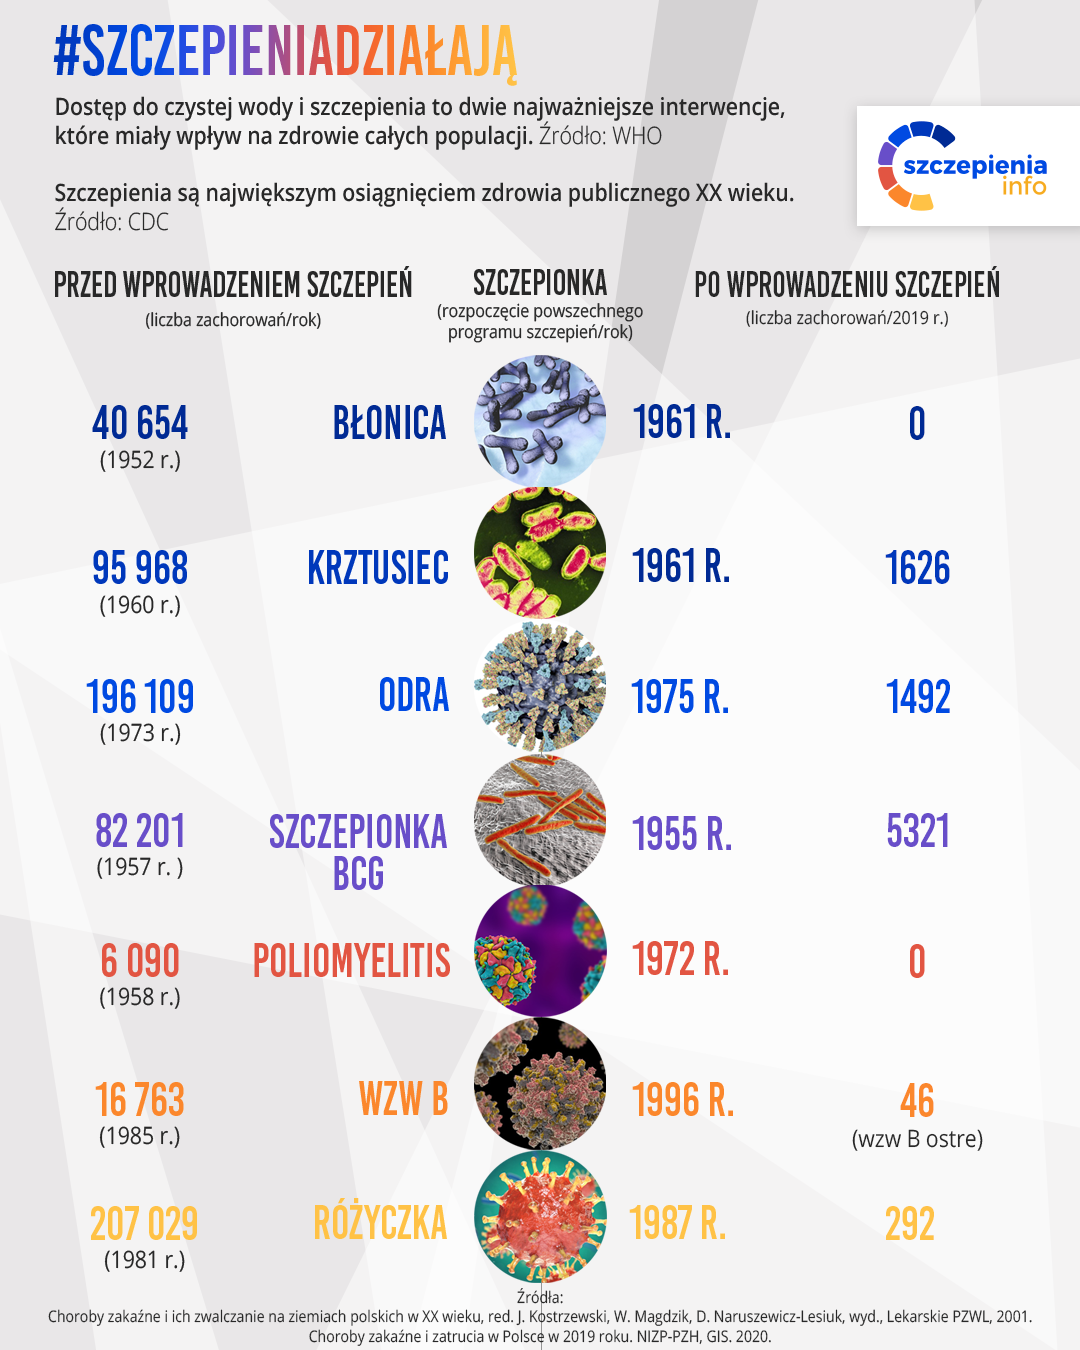 #SZCZEPIENIADZIAŁAJĄ
Dostęp do czystej wody i szczepienia to dwie najważniejsze interwencje,
które miały wpływ na zdrowie całych populacji. Źródło: WHO
Szczepienia są największym osiągnięciem zdrowia publicznego XX wieku.
Źródło: CDC
szczepienia
info
PRZED WPROWADZENIEM SZCZEPIEŃ
(liczba zachorowań/rok)
SZCZEPIONKA
(rozpoczęcie powszechnego
programu szczepień/rok)
PO WPROWADZENIU SZCZEPIEŃ
(liczba zachorowań/2019 r.)
40 654 BŁONICA 1961 R. 0
(1952 r.)
95 968 KRZTUSIEC 1961 R. 1626
(1960 r.)
196 109 ODRA 1975 R. 1492
(1973 r.)
82 201 SZCZEPIONKA 1955 R. 5321
(1957 r. ) BCG
6 090 POLIOMYELITIS 1972 R. 0
(1958 r.)
16 763 WZW B 1996 R. 46
(1985 r.) (wzw B ostre)
207 029 RÓŻYCZKA 1987 R. 292
(1981 r.)
Źródła:
Choroby zakaźne i ich zwalczanie na ziemiach polskich w XX wieku, red. J. Kostrzewski, W. Magdzik, D. Naruszewicz-Lesiuk, wyd., Lekarskie PZWL, 2001.
Choroby zakaźne i zatrucia w Polsce w 2019 roku. NIZP-PZH, GIS. 2020.